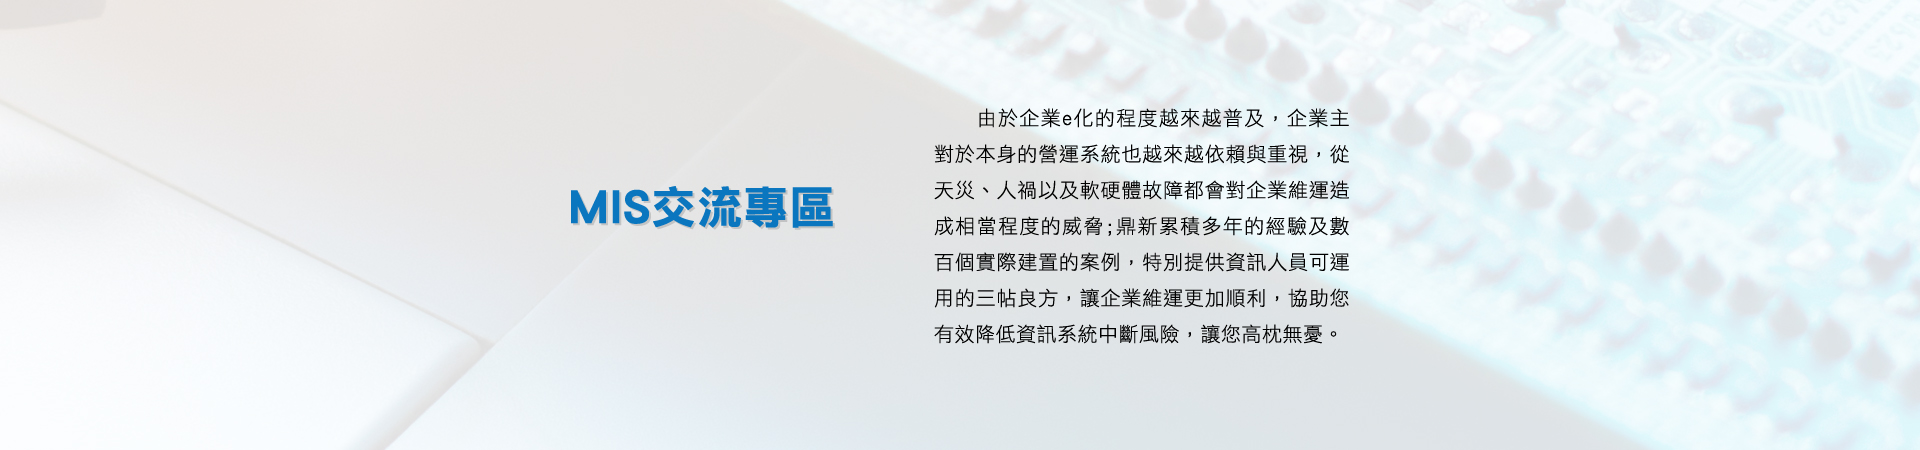 MIS交流專區
由於企業e化的程度越來越普及，企業主
對於本身的營運系統也越來越依賴與重視，從
天災、人禍以及軟硬體故障都會對企業維運造
成相當程度的威脅;鼎新累積多年的經驗及數
百個實際建置的案例，特別提供資訊人員可運
用的三帖良方，讓企業維運更加順利，協助您
有效降低資訊系統中斷風險，讓您高枕無憂。